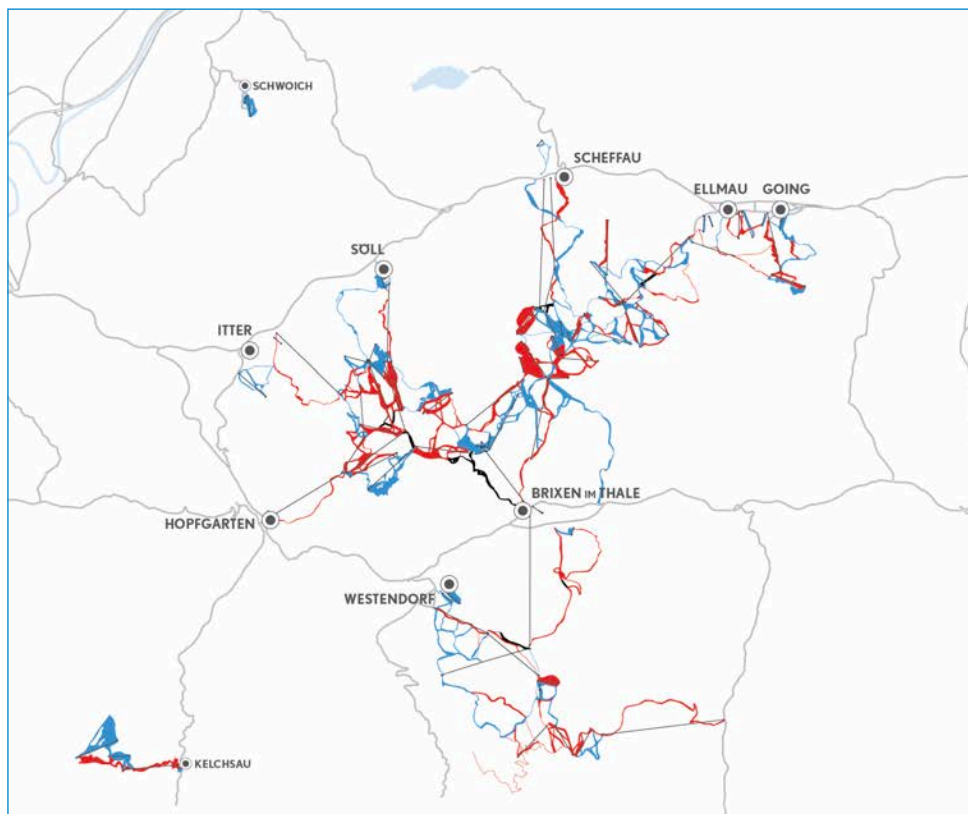 SCHWOICH
SCHEFFAU
ELLMAU
GOING
SÖLL
ITTER
BRIXEN IM THALE
HOPFGARTEN
WESTENDORF
KELCHSAU